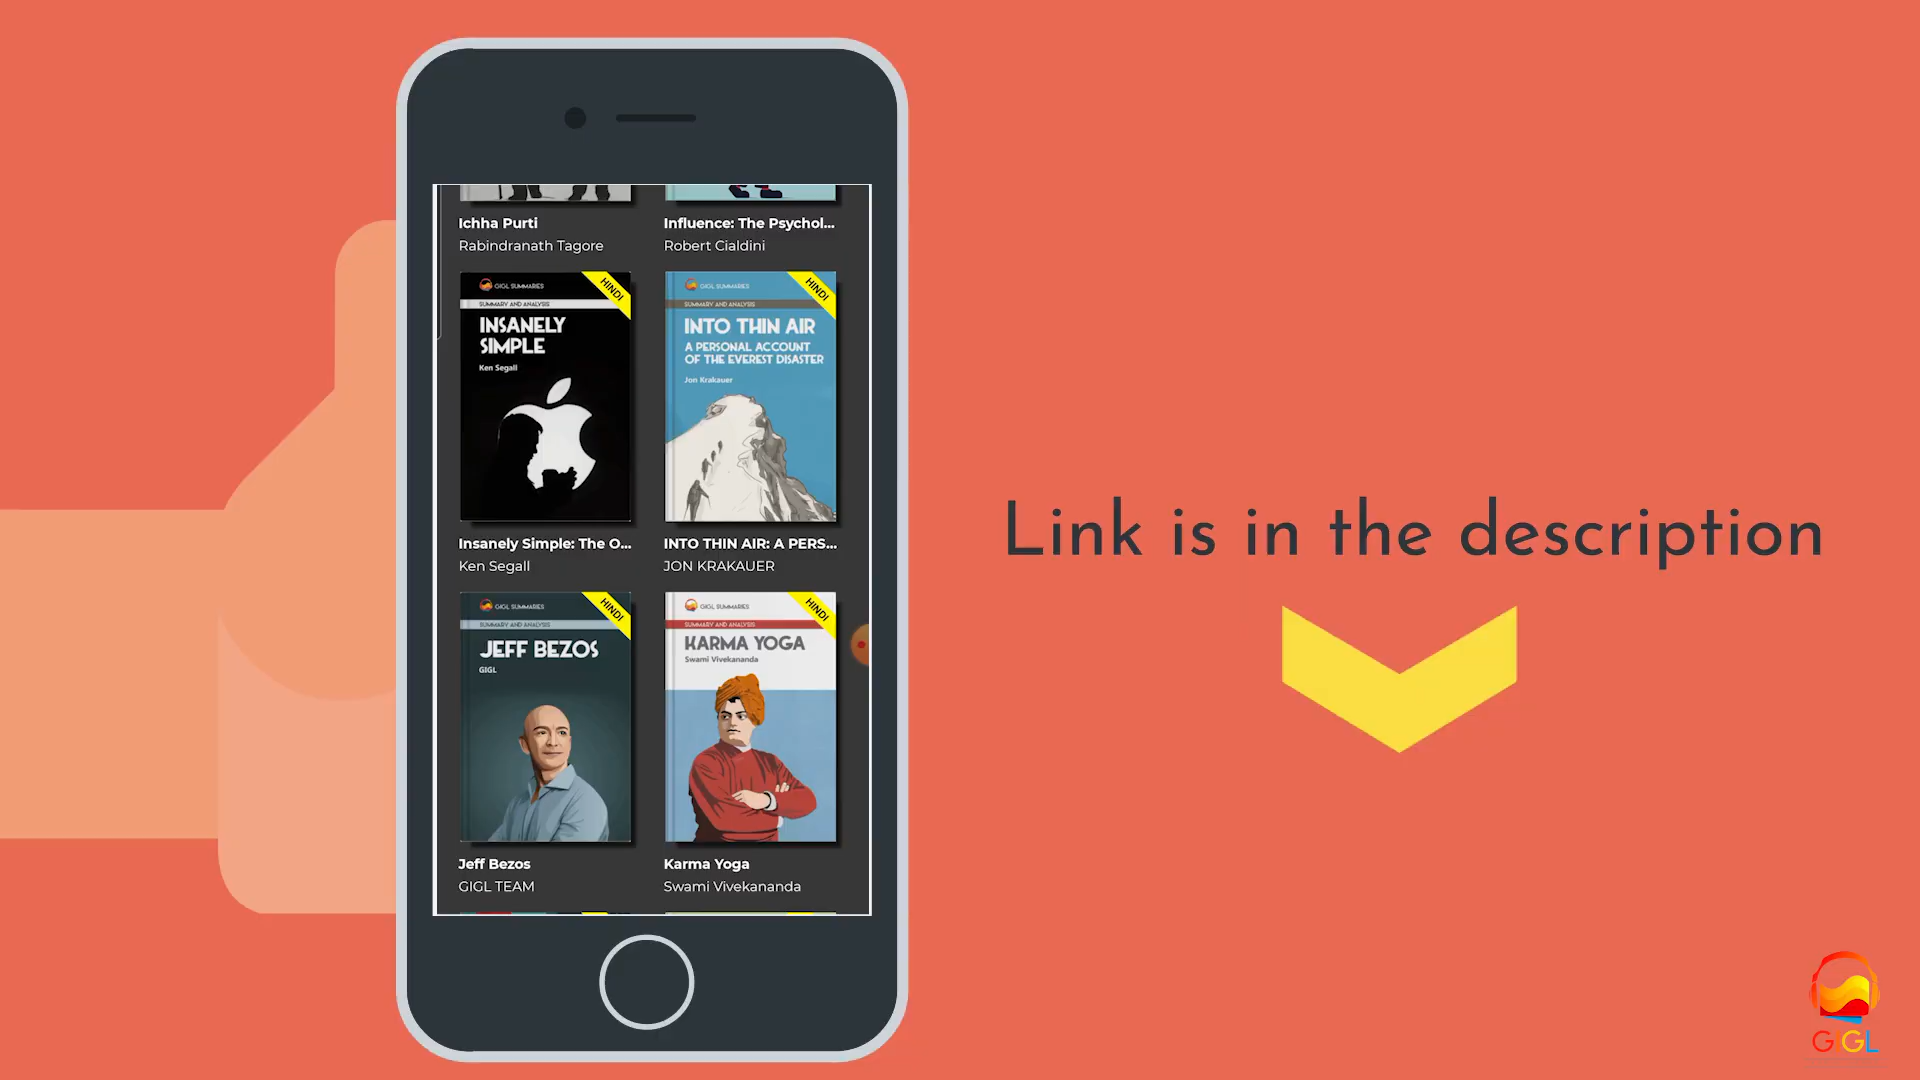 Ichha Purti
Rabindranath Tagore
Influence: The Psychol...
Robert Cialdini
GIGL SUMMARIES
HINDI
SUMMARY AND ANALYSIS
INSANELY
SIMPLE
Ken Segall
Insanely Simple: The O...
Ken Segall
GIGL SUMMARIES
HINDI
SUMMARY AND ANALYSIS
INTO THIN AIR
A PERSONAL ACCOUNT
OF THE EVEREST DISASTER
Jon Krakauer
INTO THIN AIR: A PERS...
JON KRAKAUER
GIGL SUMMARIES
HINDI
SUMMARY AND ANALYSIS
JEFF BEZOS
GIGL
Jeff Bezos
GIGL TEAM
GIGL SUMMARIES
HINDI
SUMMARY AND ANALYSIS
KARMA YOGA
Swami Vivekananda
Karma Yoga
Swami Vivekananda
Link is in the description
GIGL